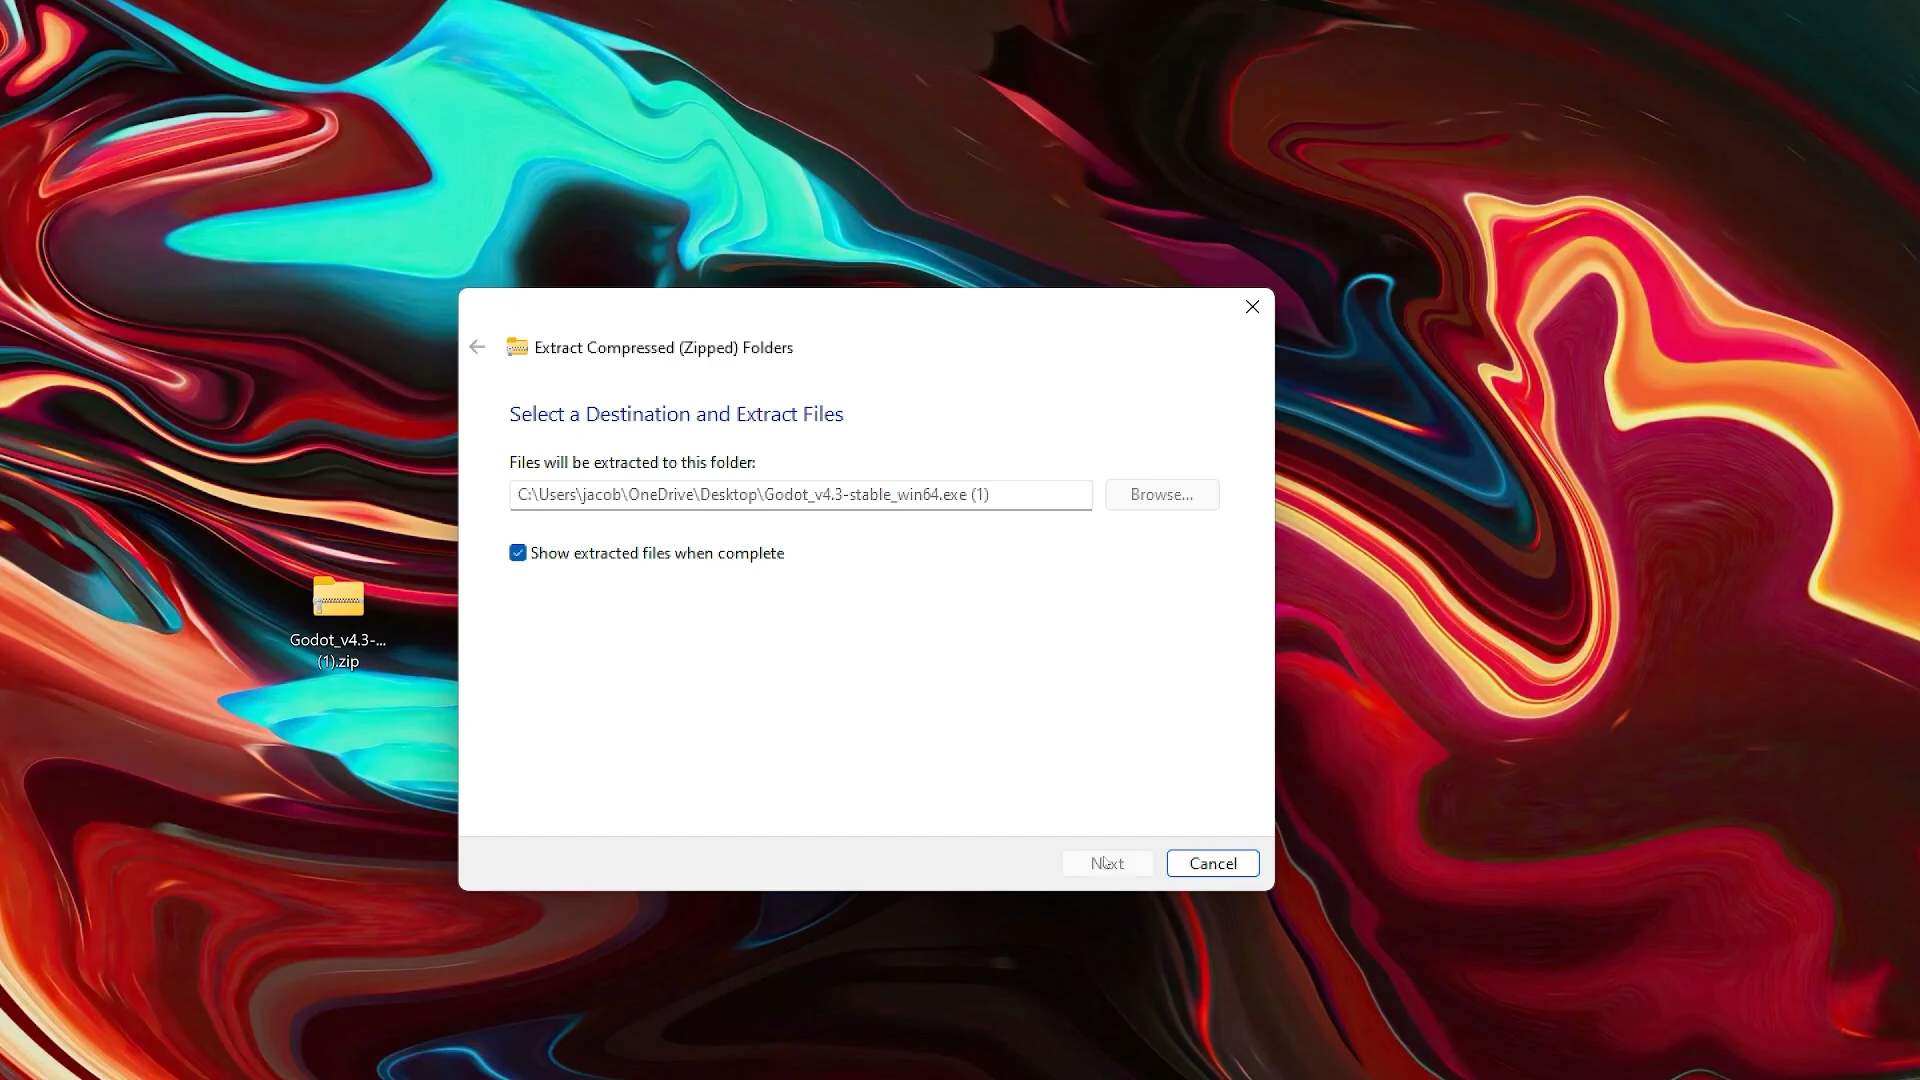 Extract Compressed (Zipped) Folders
Select a Destination and Extract Files
Files will be extracted to this folder:
C:\Users\jacob\OneDrive\Desktop\Godot_v4.3-stable_win64.exe (1)
Browse...
Show extracted files when complete
Godot_v4.3-...
(1).zip
Next
Cancel